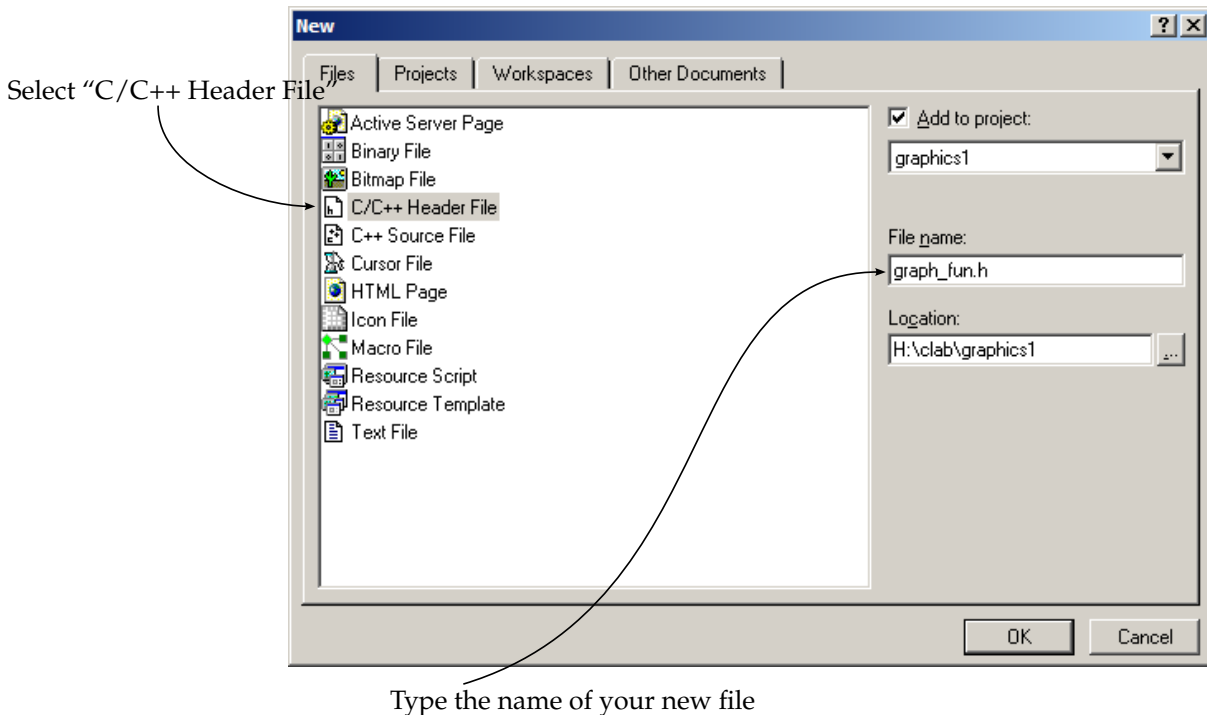 New
Files
Projects
Workspaces
Other Documents
Select “C/C++ Header File”
Active Server Page
Binary File
Bitmap File
C/C++ Header File
C++ Source File
Cursor File
HTML Page
Icon File
Macro File
Resource Script
Resource Template
Text File
Add to project:
graphics1
File name:
graph_fun.h
Location:
H:\clab\graphics1
...
OK
Cancel
Type the name of your new file